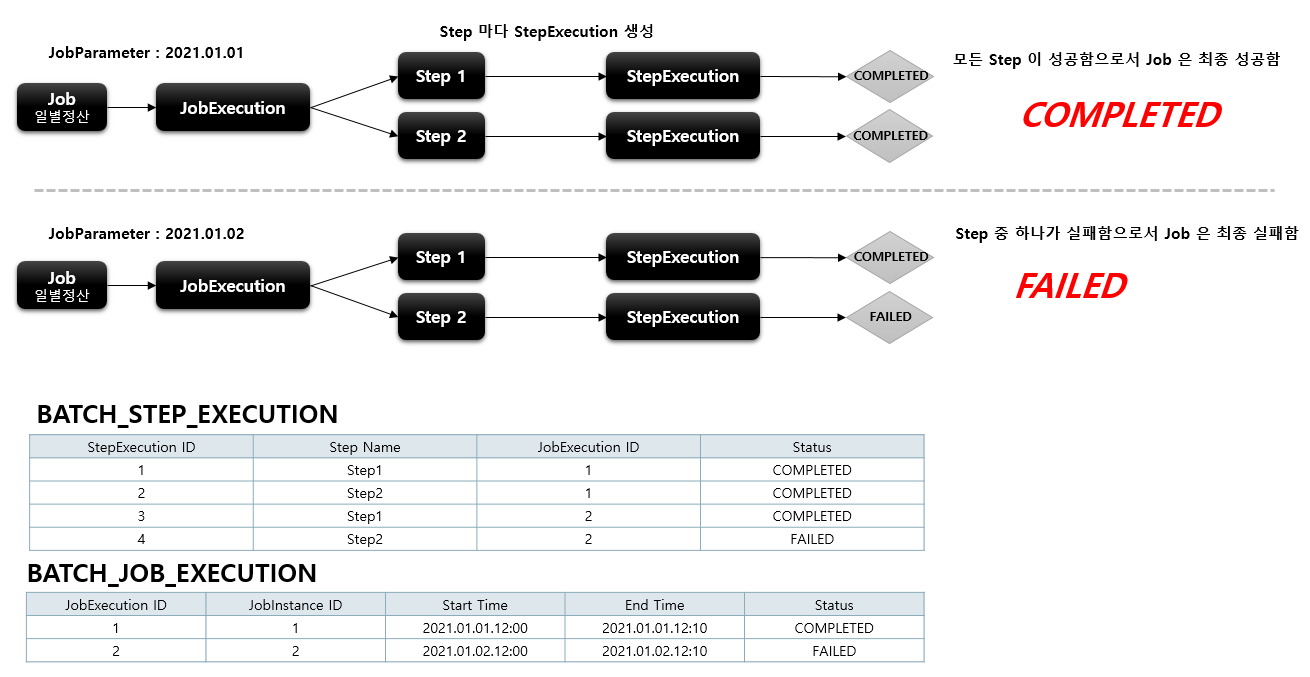 Step 마다 StepExecution 생성
JobParameter : 2021.01.01
Job
일별정산
JobExecution
Step 1
StepExecution
COMPLETED
Step 2
StepExecution
COMPLETED
모든 Step 이 성공함으로서 Job 은 최종 성공함
COMPLETED
JobParameter : 2021.01.02
Job
일별정산
JobExecution
Step 1
StepExecution
COMPLETED
Step 2
StepExecution
FAILED
Step 중 하나가 실패함으로서 Job 은 최종 실패함
FAILED
BATCH_STEP_EXECUTION
StepExecution ID Step Name JobExecution ID Status
1 Step1 1 COMPLETED
2 Step2 1 COMPLETED
3 Step1 2 COMPLETED
4 Step2 2 FAILED
BATCH_JOB_EXECUTION
JobExecution ID JobInstance ID Start Time End Time Status
1 1 2021.01.01.12:00 2021.01.01.12:10 COMPLETED
2 2 2021.01.02.12:00 2021.01.02.12:10 FAILED